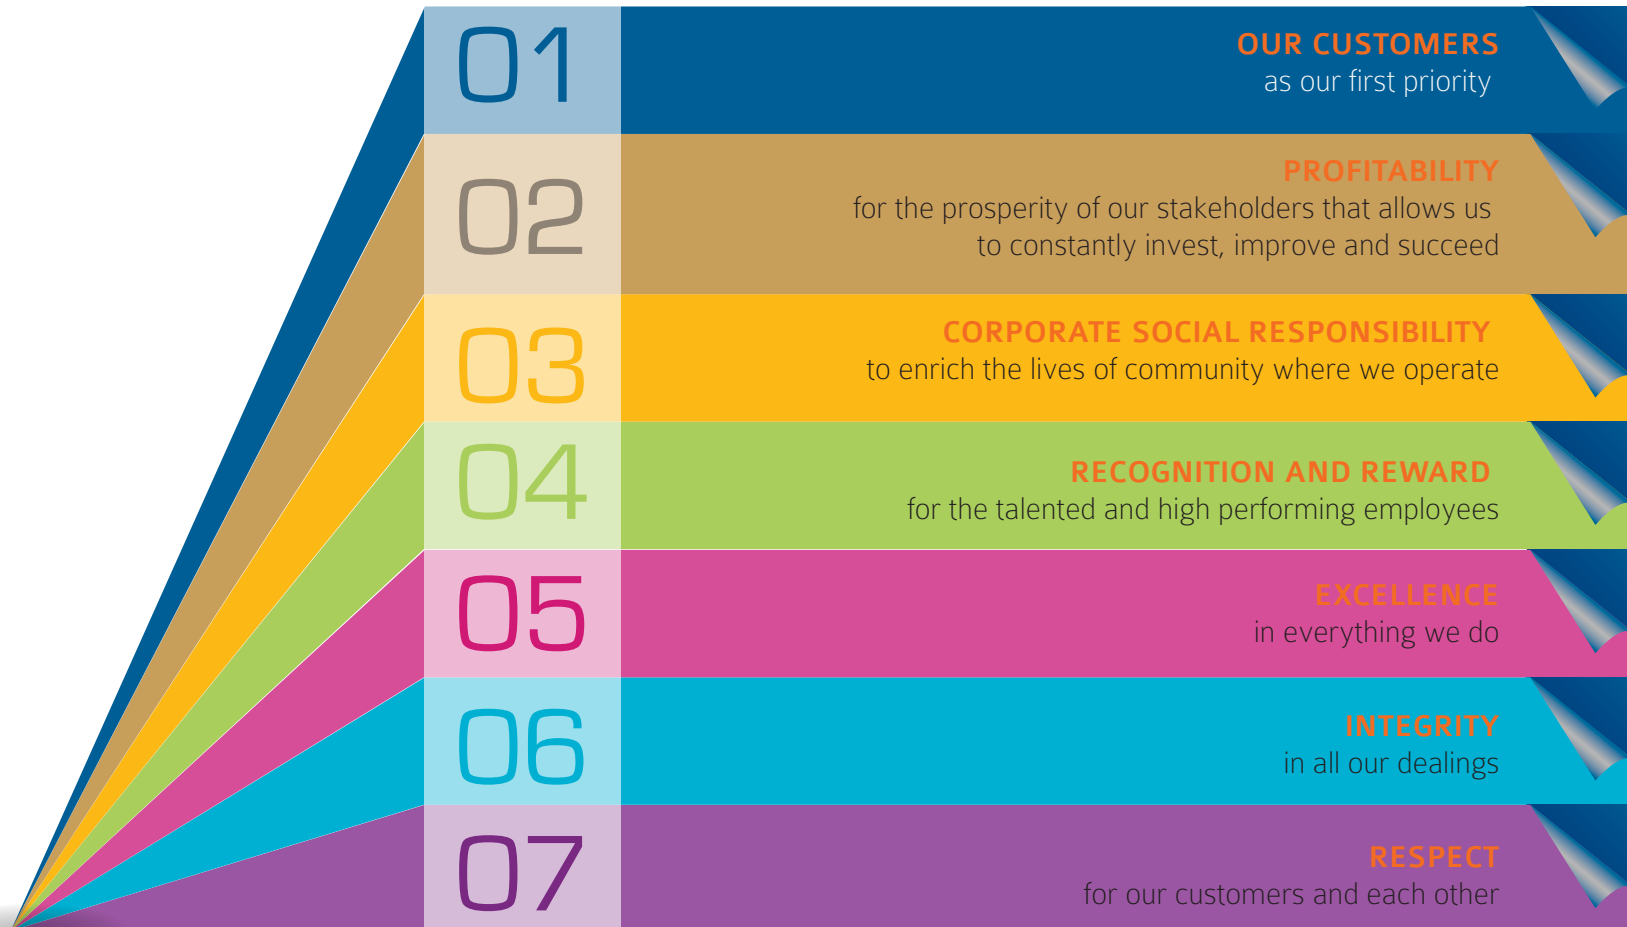 01
OUR CUSTOMERS
as our first priority
02
PROFITABILITY
for the prosperity of our stakeholders that allows us
to constantly invest, improve and succeed
03
CORPORATE SOCIAL RESPONSIBILITY
to enrich the lives of community where we operate
04
RECOGNITION AND REWARD
for the talented and high performing employees
05
EXCELLENCE
in everything we do
06
INTEGRITY
in all our dealings
07
RESPECT
for our customers and each other